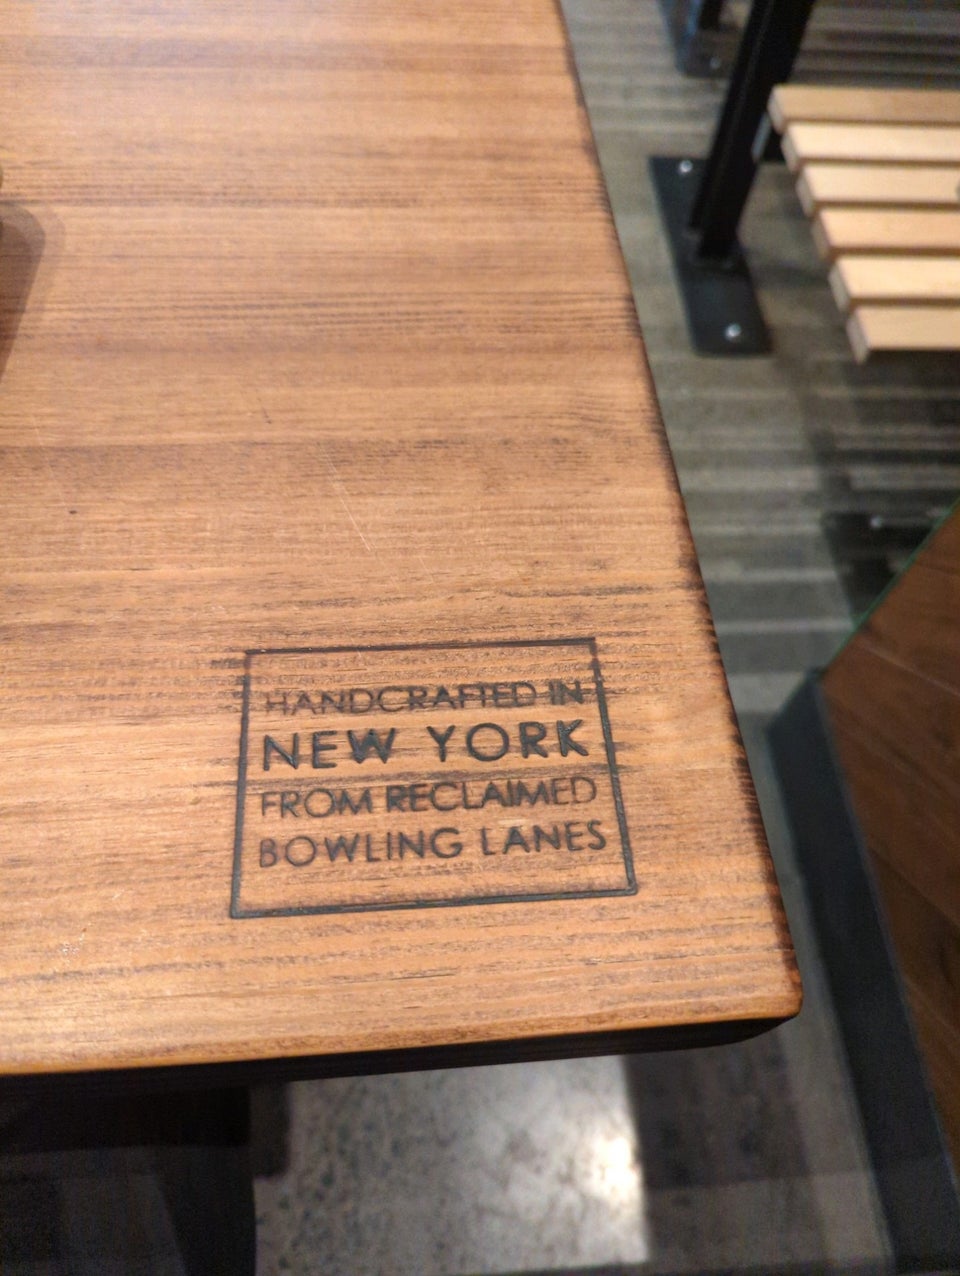 HANDCRAFTED IN
NEW YORK
FROM RECLAIMED
BOWLING LANES